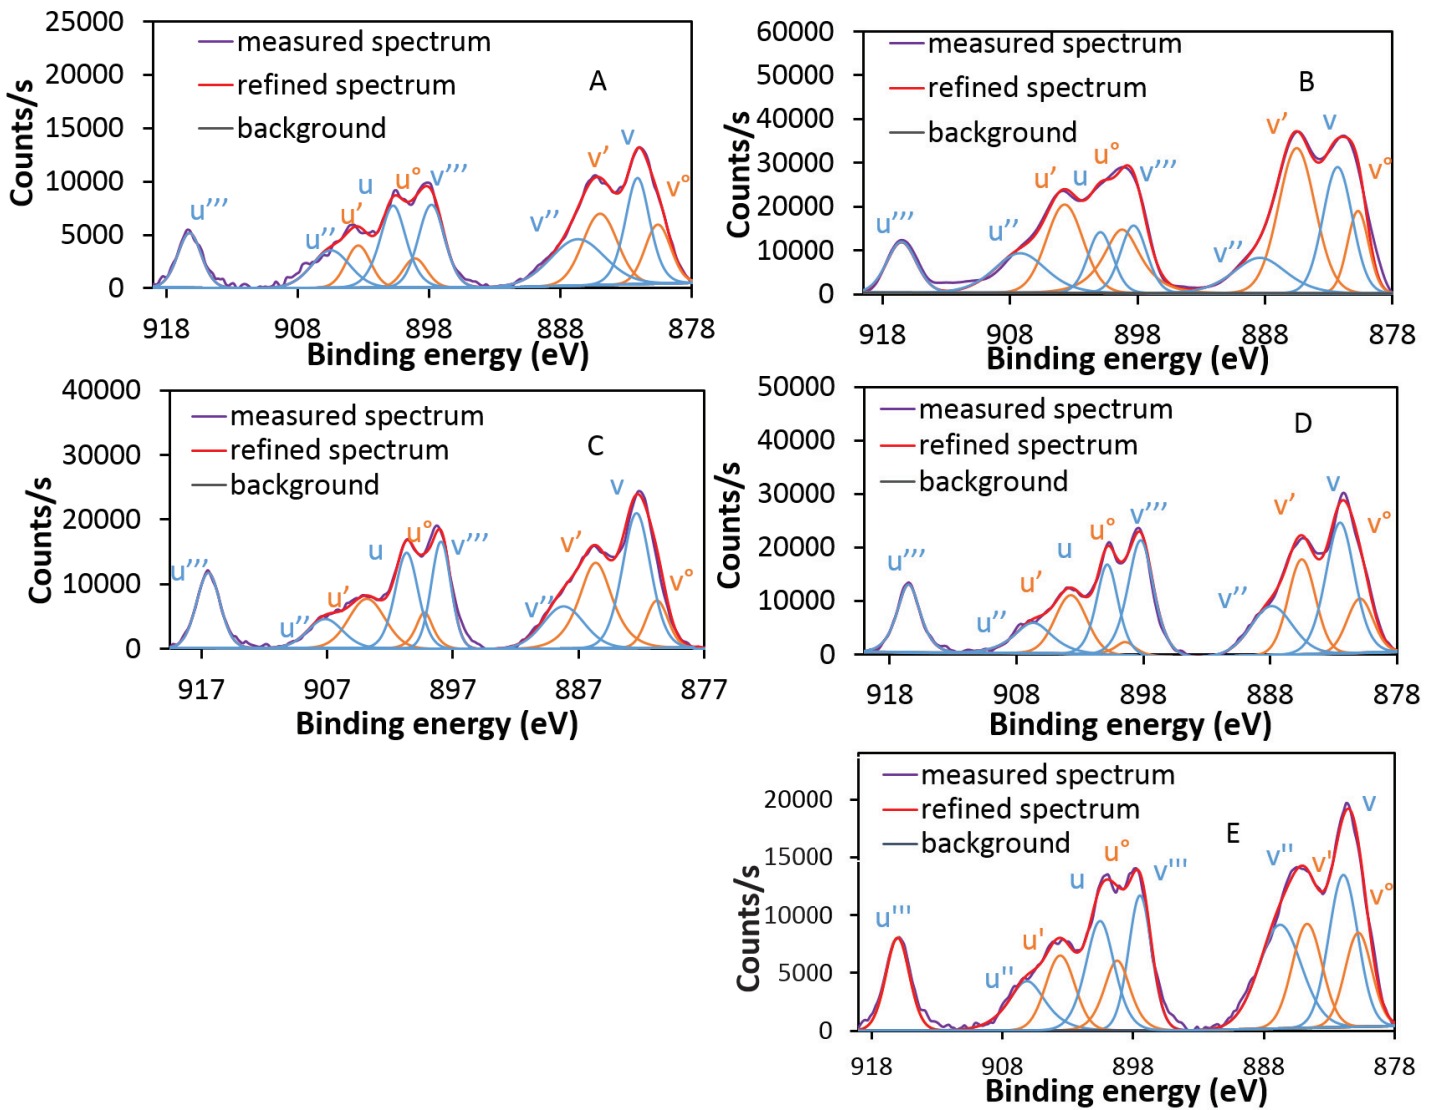 25000
20000
15000
10000
5000
0
Counts/s
measured spectrum
refined spectrum
background
A
u’’’
u’’
u’
u
u°
v’’’
v’’
v’
v
v°
918 908 898 888 878
Binding energy (eV)
60000
50000
40000
30000
20000
10000
0
Counts/s
measured spectrum
refined spectrum
background
B
u’’’
u’’
u’
u
u°
v’’’
v’’
v’
v
v°
918 908 898 888 878
Binding energy (eV)
40000
30000
20000
10000
0
Counts/s
measured spectrum
refined spectrum
background
C
u’’’
u’’
u’
u
u°
v’’’
v’’
v’
v
v°
917 907 897 887 877
Binding energy (eV)
50000
40000
30000
20000
10000
0
Counts/s
measured spectrum
refined spectrum
background
D
u’’’
u’’
u’
u
u°
v’’’
v’’
v’
v
v°
918 908 898 888 878
Binding energy (eV)
20000
15000
10000
5000
0
Counts/s
measured spectrum
refined spectrum
background
E
u'''
u''
u'
u
u°
v'''
v''
v'
v
v°
918 908 898 888 878
Binding energy (eV)